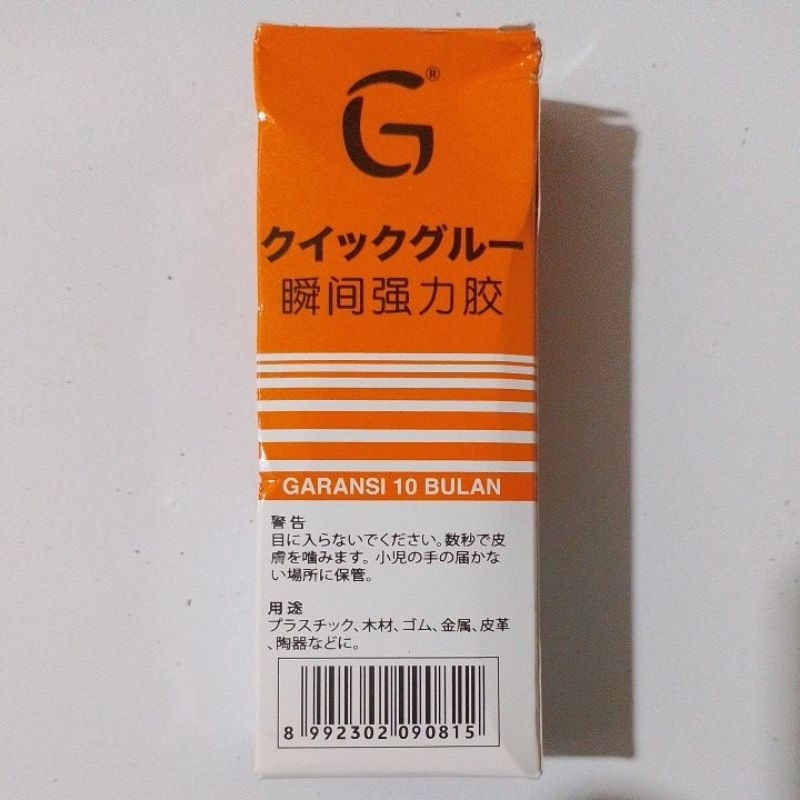 G®
クイックグルー
瞬间强力胶
GARANSI 10 BULAN
警告
目に入らないでください。数秒で皮
膚を噛みます。小児の手の届かな
い場所に保管。
用途
プラスチック、木材、ゴム、金属、皮革
、陶器などに。
8 992302 090815